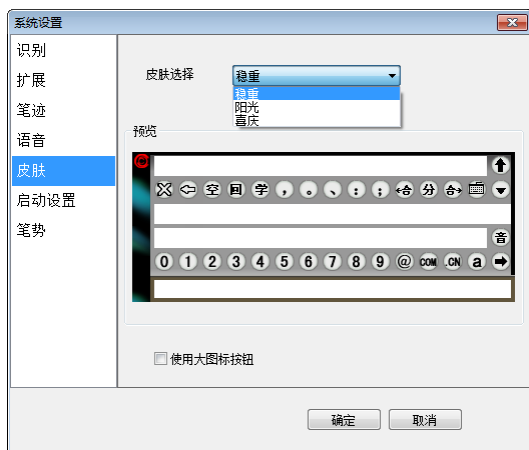 系统设置
识别
扩展
笔迹
语音
皮肤
启动设置
笔势
皮肤选择
稳重
稳重
阳光
喜庆
预览
空 回 学 , 。 、 : ; ←合 分 合→
音
0 1 2 3 4 5 6 7 8 9 @ COM .CN a
使用大图标按钮
确定 取消